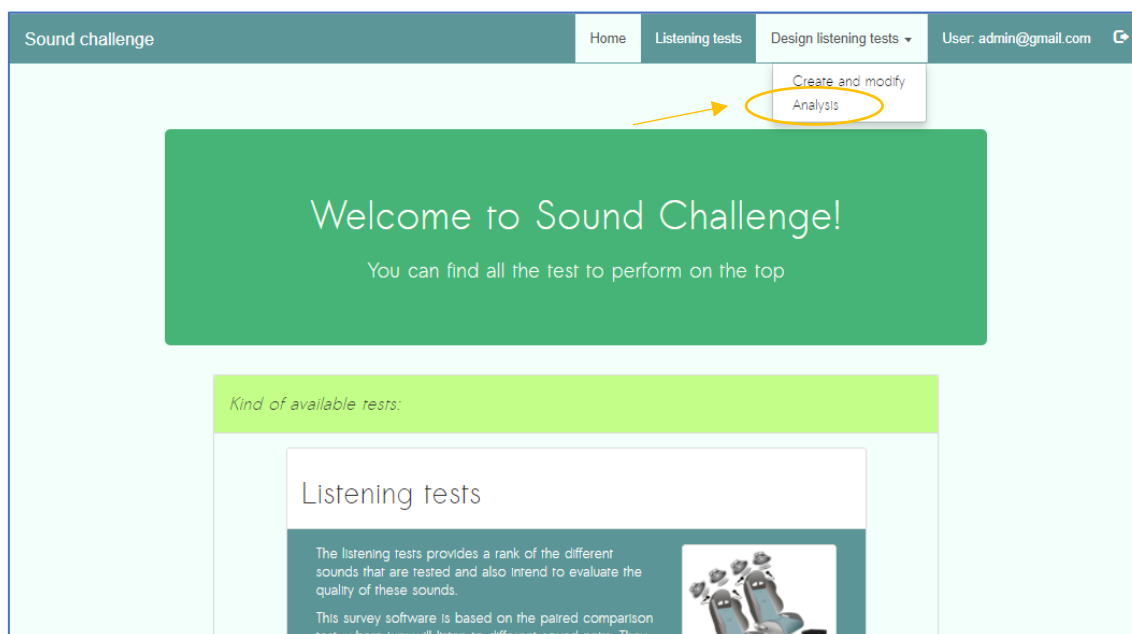 Sound challenge
Home
Listening tests
Design listening tests
User: admin@gmail.com
Create and modify
Analysis
Welcome to Sound Challenge!
You can find all the test to perform on the top
Kind of available tests:
Listening tests
The listening tests provides a rank of the different
sounds that are tested and also intend to evaluate the
quality of these sounds.
This survey software is based on the paired comparison